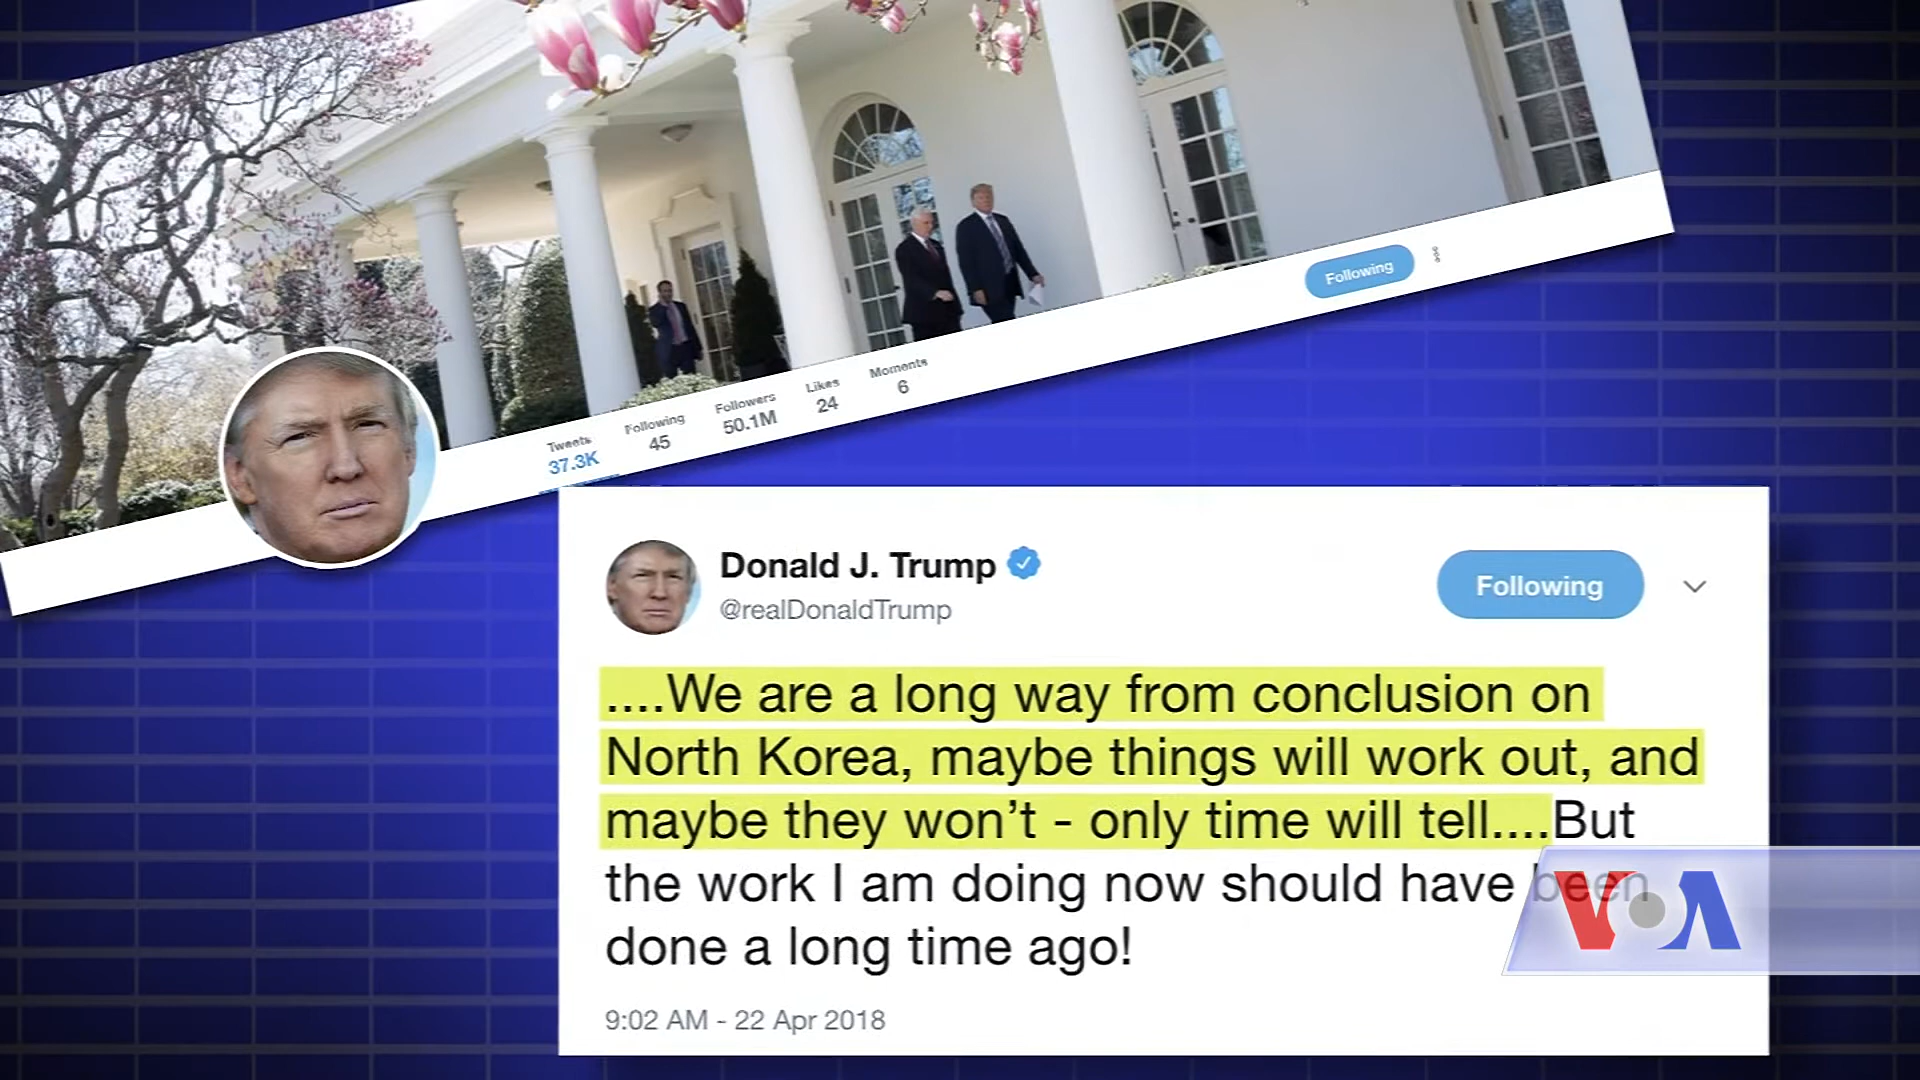 Following
Tweets
37.3K
Following
45
Followers
50.1M
Likes
24
Moments
6
Donald J. Trump
@realDonaldTrump
Following
....We are a long way from conclusion on
North Korea, maybe things will work out, and
maybe they won't - only time will tell....But
the work I am doing now should have been
done a long time ago!
9:02 AM - 22 Apr 2018
VOA